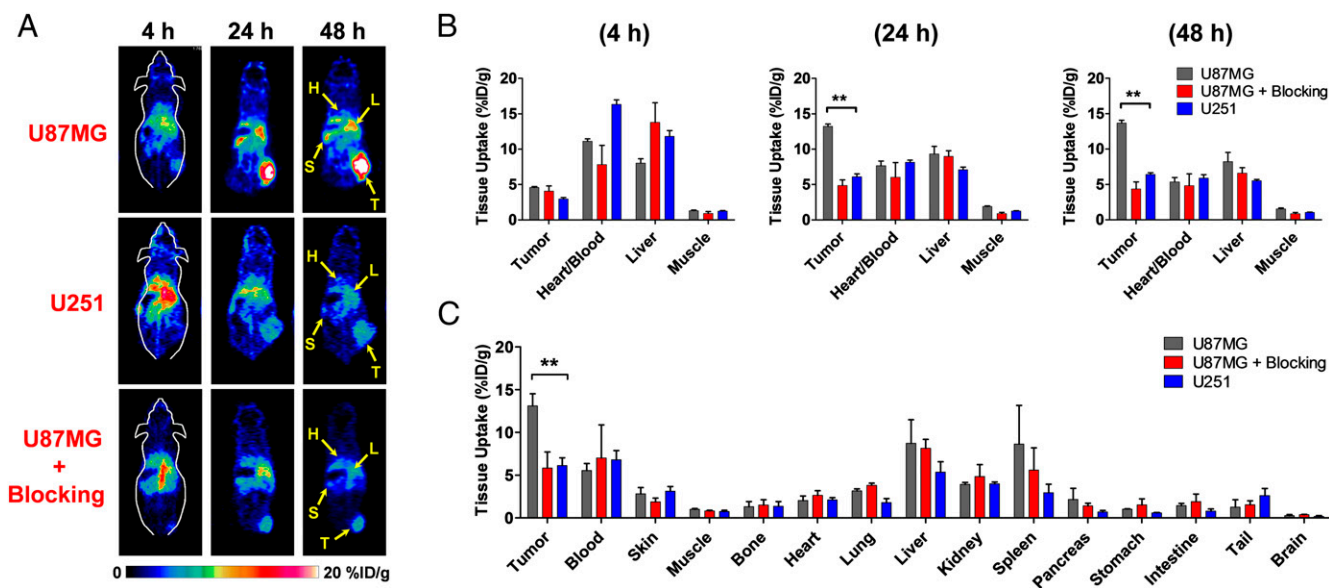 A
4 h
24 h
48 h
U87MG
H
L
S
T
U251
H
L
S
T
U87MG
+
Blocking
H
L
S
T
0
20 %ID/g
B
(4 h)
(24 h)
(48 h)
Tissue Uptake (%ID/g)
20
15
10
5
0
Tumor
Heart/Blood
Liver
Muscle
Tissue Uptake (%ID/g)
20
15
10
5
0
**
Tumor
Heart/Blood
Liver
Muscle
Tissue Uptake (%ID/g)
20
15
10
5
0
**
U87MG
U87MG + Blocking
U251
Tumor
Heart/Blood
Liver
Muscle
C
Tissue Uptake (%ID/g)
20
15
10
5
0
**
U87MG
U87MG + Blocking
U251
Tumor
Blood
Skin
Muscle
Bone
Heart
Lung
Liver
Kidney
Spleen
Pancreas
Stomach
Intestine
Tail
Brain